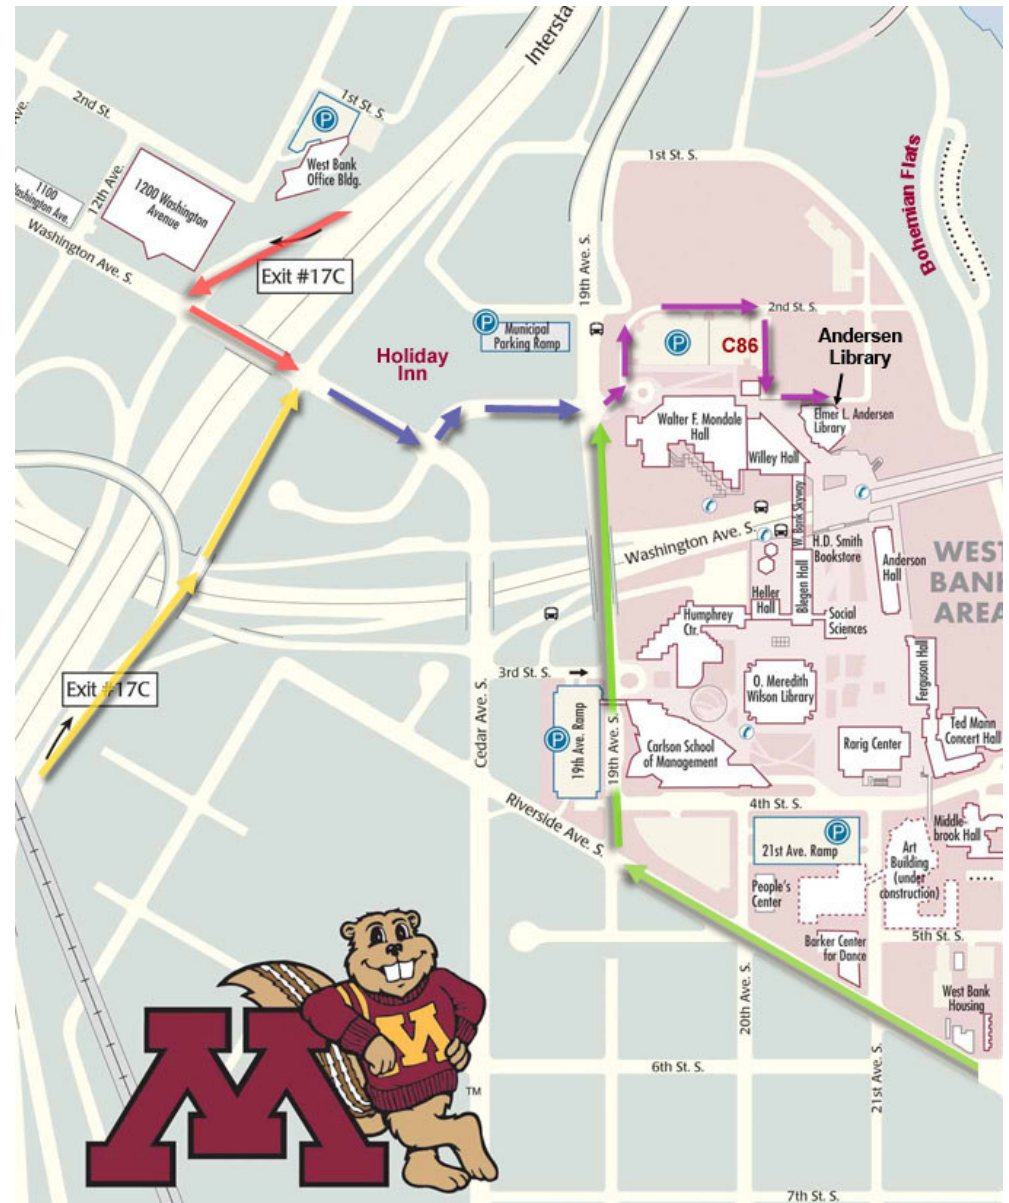 Intersta
2nd St.
1st St. S.
P
West Bank
Office Bldg.
Ave.
12th Ave.
1100
Washington Ave.
1200 Washington
Avenue
Washington Ave. S.
Exit #17C
1st St. S.
Bohemian Flats
19th Ave. S.
2nd St. S.
P
Municipal
Parking Ramp
P
C86
Andersen
Library
Holiday
Inn
Walter F. Mondale
Hall
Elmer L. Andersen
Library
Willey Hall
W. Bank Skyway
Washington Ave. S.
H.D. Smith
Bookstore
Anderson
Hall
WEST
BANK
AREA
Heller
Hall
Blegen Hall
Social
Sciences
Humphrey
Ctr.
3rd St. S.
Exit #17C
O. Meredith
Wilson Library
Ferguson Hall
Cedar Ave. S.
P
19th Ave. Ramp
19th Ave. S.
Carlson School
of Management
Rarig Center
Ted Mann
Concert Hall
Riverside Ave. S.
4th St. S.
P
21st Ave. Ramp
Middle-
brook Hall
Art
Building
(under
construction)
People's
Center
Barker Center
for Dance
5th St. S.
20th Ave. S.
West Bank
Housing
21st Ave. S.
6th St. S.
7th St. S.
M
M
TM